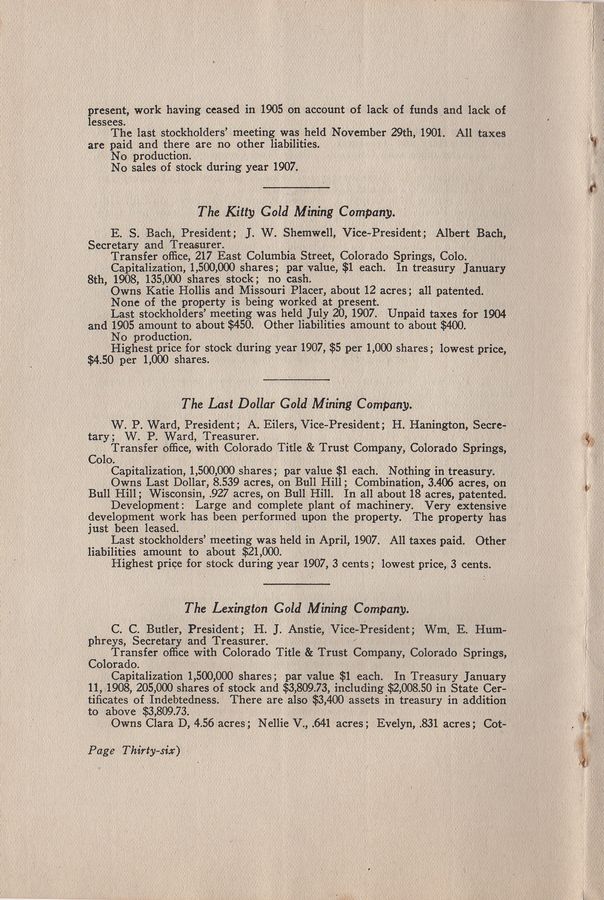 present, work having ceased in 1905 on account of lack of funds and lack of
lessees.
The last stockholders' meeting was held November 29th, 1901. All taxes
are paid and there are no other liabilities.
No production.
No sales of stock during year 1907.
The Kitty Gold Mining Company.
E. S. Bach, President; J. W. Shemwell, Vice-President; Albert Bach,
Secretary and Treasurer.
Transfer office, 217 East Columbia Street, Colorado Springs, Colo.
Capitalization, 1,500,000 shares; par value, $1 each. In treasury January
8th, 1908, 135,000 shares stock; no cash.
Owns Katie Hollis and Missouri Placer, about 12 acres; all patented.
None of the property is being worked at present.
Last stockholders' meeting was held July 20, 1907. Unpaid taxes for 1904
and 1905 amount to about $450. Other liabilities amount to about $400.
No production.
Highest price for stock during year 1907, $5 per 1,000 shares; lowest price,
$4.50 per 1,000 shares.
The Last Dollar Gold Mining Company.
W. P. Ward, President; A. Eilers, Vice-President; H. Hanington, Secre-
tary; W. P. Ward, Treasurer.
Transfer office, with Colorado Title & Trust Company, Colorado Springs,
Colo.
Capitalization, 1,500,000 shares; par value $1 each. Nothing in treasury.
Owns Last Dollar, 8.539 acres, on Bull Hill; Combination, 3.406 acres, on
Bull Hill; Wisconsin, .927 acres, on Bull Hill. In all about 18 acres, patented.
Development: Large and complete plant of machinery. Very extensive
development work has been performed upon the property. The property has
just been leased.
Last stockholders' meeting was held in April, 1907. All taxes paid. Other
liabilities amount to about $21,000.
Highest price for stock during year 1907, 3 cents; lowest price, 3 cents.
The Lexington Gold Mining Company.
C. C. Butler, President; H. J. Anstie, Vice-President; Wm. E. Hum-
phreys, Secretary and Treasurer.
Transfer office with Colorado Title & Trust Company, Colorado Springs,
Colorado.
Capitalization 1,500,000 shares; par value $1 each. In Treasury January
11, 1908, 205,000 shares of stock and $3,809.73, including $2,008.50 in State Cer-
tificates of Indebtedness. There are also $3,400 assets in treasury in addition
to above $3,809.73.
Owns Clara D, 4.56 acres; Nellie V., .641 acres; Evelyn, .831 acres; Cot-
Page Thirty-six)